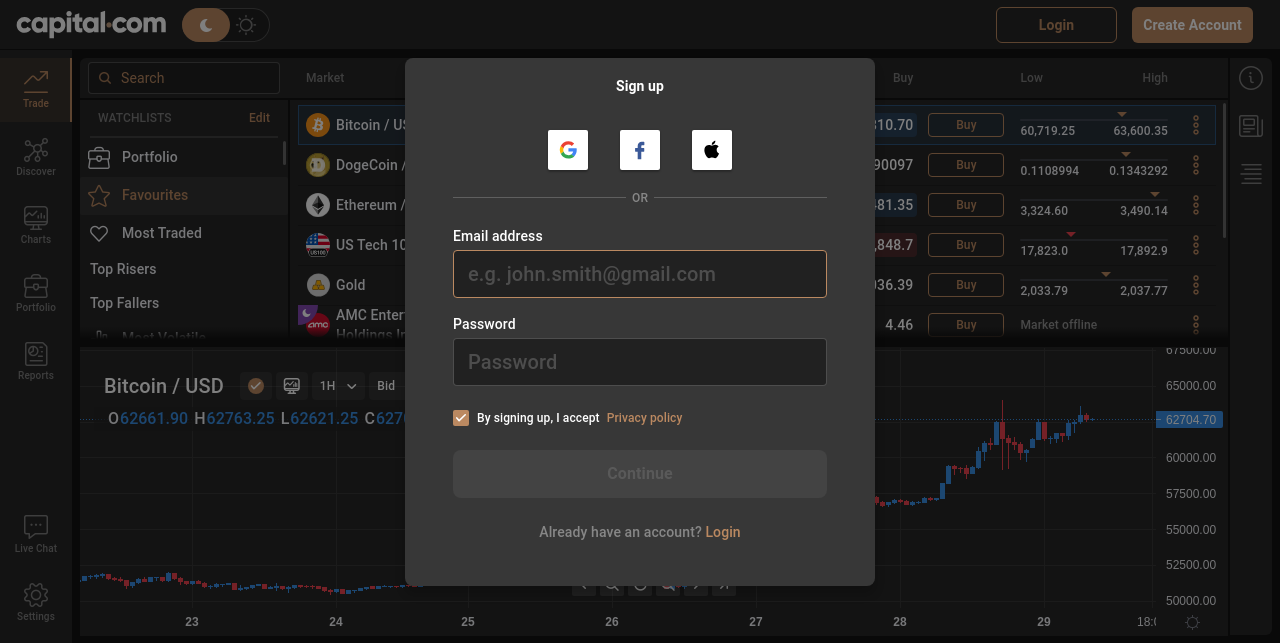 capital.com
Login
Create Account
Trade
Discover
Charts
Portfolio
Reports
Live Chat
Settings
Search
WATCHLISTS
Edit
Portfolio
Favourites
Most Traded
Top Risers
Top Fallers
Most Volatile
Market
Buy
Low
High
Bitcoin / US
310.70
Buy
60,719.25
63,600.35
DogeCoin /
90097
Buy
0.1108994
0.1343292
Ethereum /
481.35
Buy
3,324.60
3,490.14
US100
US Tech 10
,848.7
Buy
17,823.0
17,892.9
Gold
036.39
Buy
2,033.79
2,037.77
amc
AMC Enter
Holdings In
4.46
Buy
Market offline
Sign up
OR
Email address
e.g. john.smith@gmail.com
Password
Password
By signing up, I accept Privacy policy
Continue
Already have an account? Login
Bitcoin / USD
1H
Bid
O62661.90 H62763.25 L62621.25 C6270
67500.00
65000.00
62704.70
60000.00
57500.00
55000.00
52500.00
50000.00
23
24
25
26
27
28
29
18:0